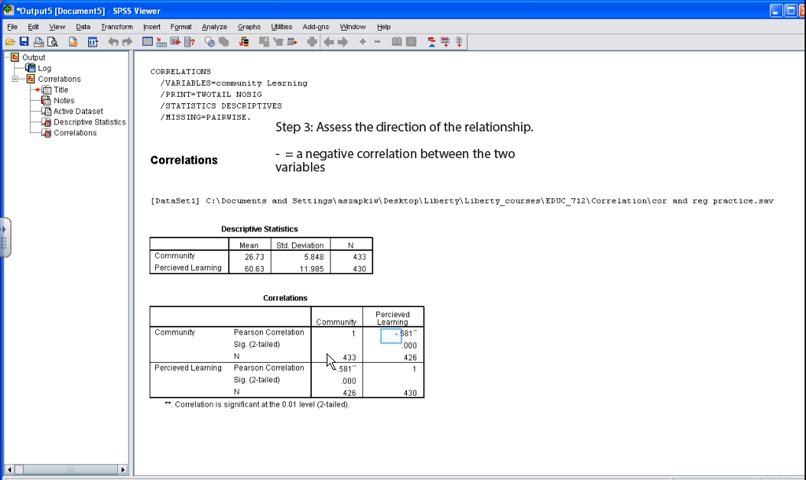 *Output5 [Document5] - SPSS Viewer
File Edit View Data Transform Insert Format Analyze Graphs Utilities Add-ons Window Help
Output
Log
Correlations
Title
Notes
Active Dataset
Descriptive Statistics
Correlations
CORRELATIONS
/VARIABLES=community Learning
/PRINT=TWOTAIL NOSIG
/STATISTICS DESCRIPTIVES
/MISSING=PAIRWISE.
Step 3: Assess the direction of the relationship.
- = a negative correlation between the two
variables
Correlations
[DataSet1] C:\Documents and Settings\aszapkiw\Desktop\Liberty\Liberty_courses\EDUC_712\Correlation\cor and reg practice.sav
Descriptive Statistics
Mean Std. Deviation N
Community 26.73 5.848 433
Percieved Learning 60.63 11.985 430
Correlations
Percieved
Community Learning
Community Pearson Correlation 1 -.581**
Sig. (2-tailed) .000
N 433 426
Percieved Learning Pearson Correlation .581** 1
Sig. (2-tailed) .000
N 426 430
**. Correlation is significant at the 0.01 level (2-tailed).